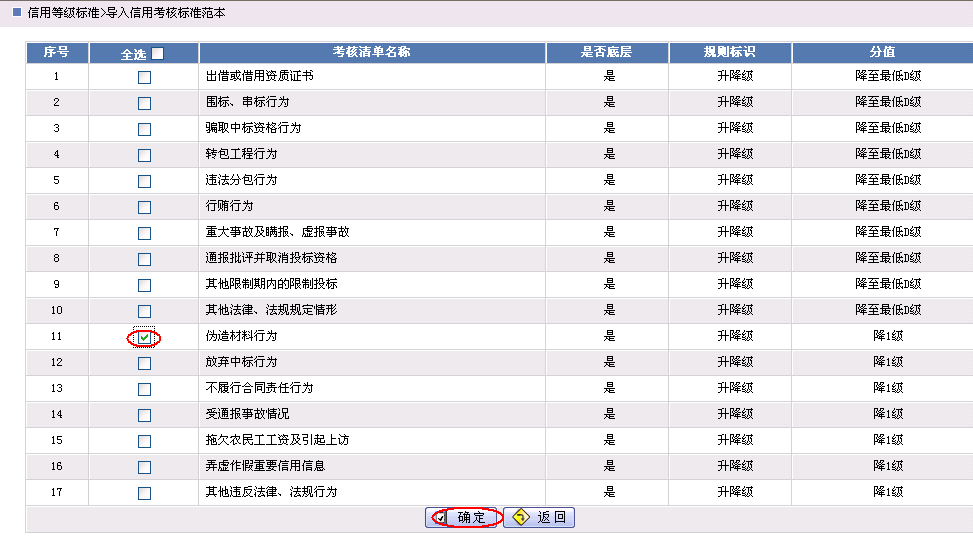 信用等级标准>导入信用考核标准范本
序号 全选 考核清单名称 是否底层 规则标识 分值
1 出借或借用资质证书 是 升降级 降至最低D级
2 围标、串标行为 是 升降级 降至最低D级
3 骗取中标资格行为 是 升降级 降至最低D级
4 转包工程行为 是 升降级 降至最低D级
5 违法分包行为 是 升降级 降至最低D级
6 行贿行为 是 升降级 降至最低D级
7 重大事故及瞒报、虚报事故 是 升降级 降至最低D级
8 通报批评并取消投标资格 是 升降级 降至最低D级
9 其他限制期内的限制投标 是 升降级 降至最低D级
10 其他法律、法规规定情形 是 升降级 降至最低D级
11 伪造材料行为 是 升降级 降1级
12 放弃中标行为 是 升降级 降1级
13 不履行合同责任行为 是 升降级 降1级
14 受通报事故情况 是 升降级 降1级
15 拖欠农民工工资及引起上访 是 升降级 降1级
16 弄虚作假重要信用信息 是 升降级 降1级
17 其他违反法律、法规行为 是 升降级 降1级
确定 返回